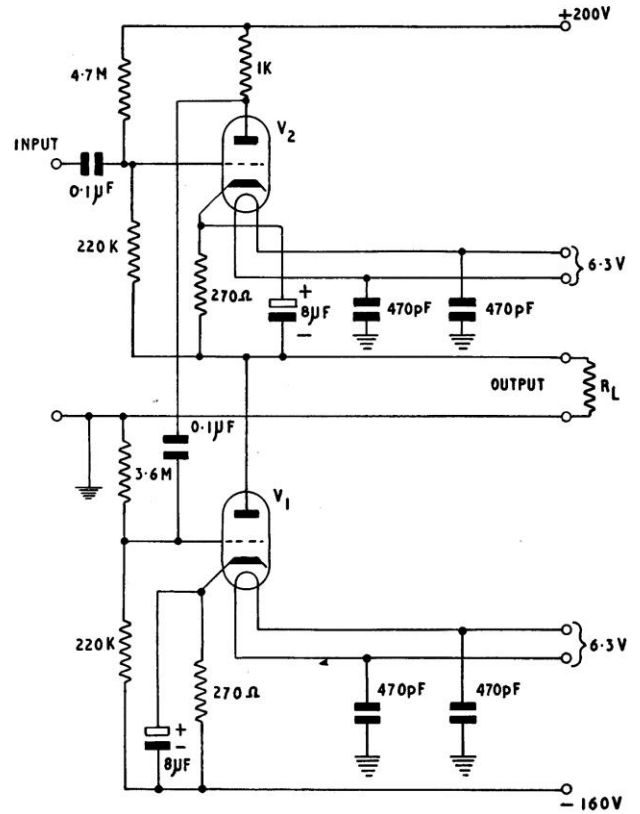 +200V
4.7M
1K
V2
INPUT
0.1µF
220K
270Ω
+
8µF
-
470pF
470pF
6.3V
OUTPUT
RL
0.1µF
3.6M
V1
220K
270Ω
+
-
8µF
470pF
470pF
6.3V
-160V